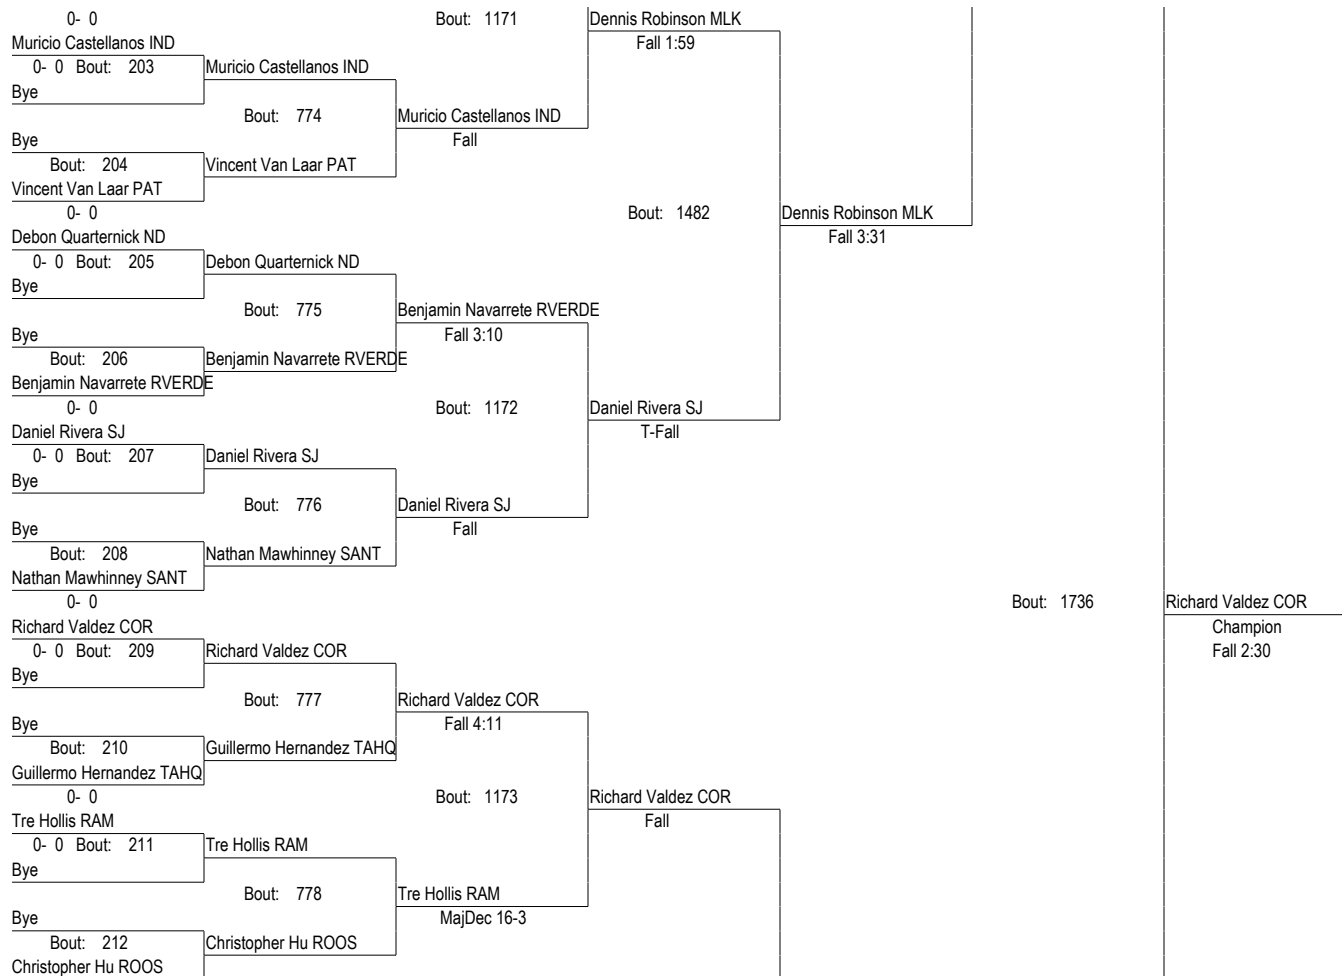 0- 0 Bout: 1171 Dennis Robinson MLK
Muricio Castellanos IND Fall 1:59
0- 0 Bout: 203 Muricio Castellanos IND
Bye
Bout: 774 Muricio Castellanos IND
Bye Fall
Bout: 204 Vincent Van Laar PAT
Vincent Van Laar PAT
0- 0 Bout: 1482 Dennis Robinson MLK
Debon Quarternick ND Fall 3:31
0- 0 Bout: 205 Debon Quarternick ND
Bye
Bout: 775 Benjamin Navarrete RVERDE
Bye Fall 3:10
Bout: 206 Benjamin Navarrete RVERDE
Benjamin Navarrete RVERDE
0- 0 Bout: 1172 Daniel Rivera SJ
Daniel Rivera SJ T-Fall
0- 0 Bout: 207 Daniel Rivera SJ
Bye
Bout: 776 Daniel Rivera SJ
Bye Fall
Bout: 208 Nathan Mawhinney SANT
Nathan Mawhinney SANT
0- 0 Bout: 1736 Richard Valdez COR
Richard Valdez COR Champion
0- 0 Bout: 209 Richard Valdez COR Fall 2:30
Bye
Bout: 777 Richard Valdez COR
Bye Fall 4:11
Bout: 210 Guillermo Hernandez TAHQ
Guillermo Hernandez TAHQ
0- 0 Bout: 1173 Richard Valdez COR
Tre Hollis RAM Fall
0- 0 Bout: 211 Tre Hollis RAM
Bye
Bout: 778 Tre Hollis RAM
Bye MajDec 16-3
Bout: 212 Christopher Hu ROOS
Christopher Hu ROOS